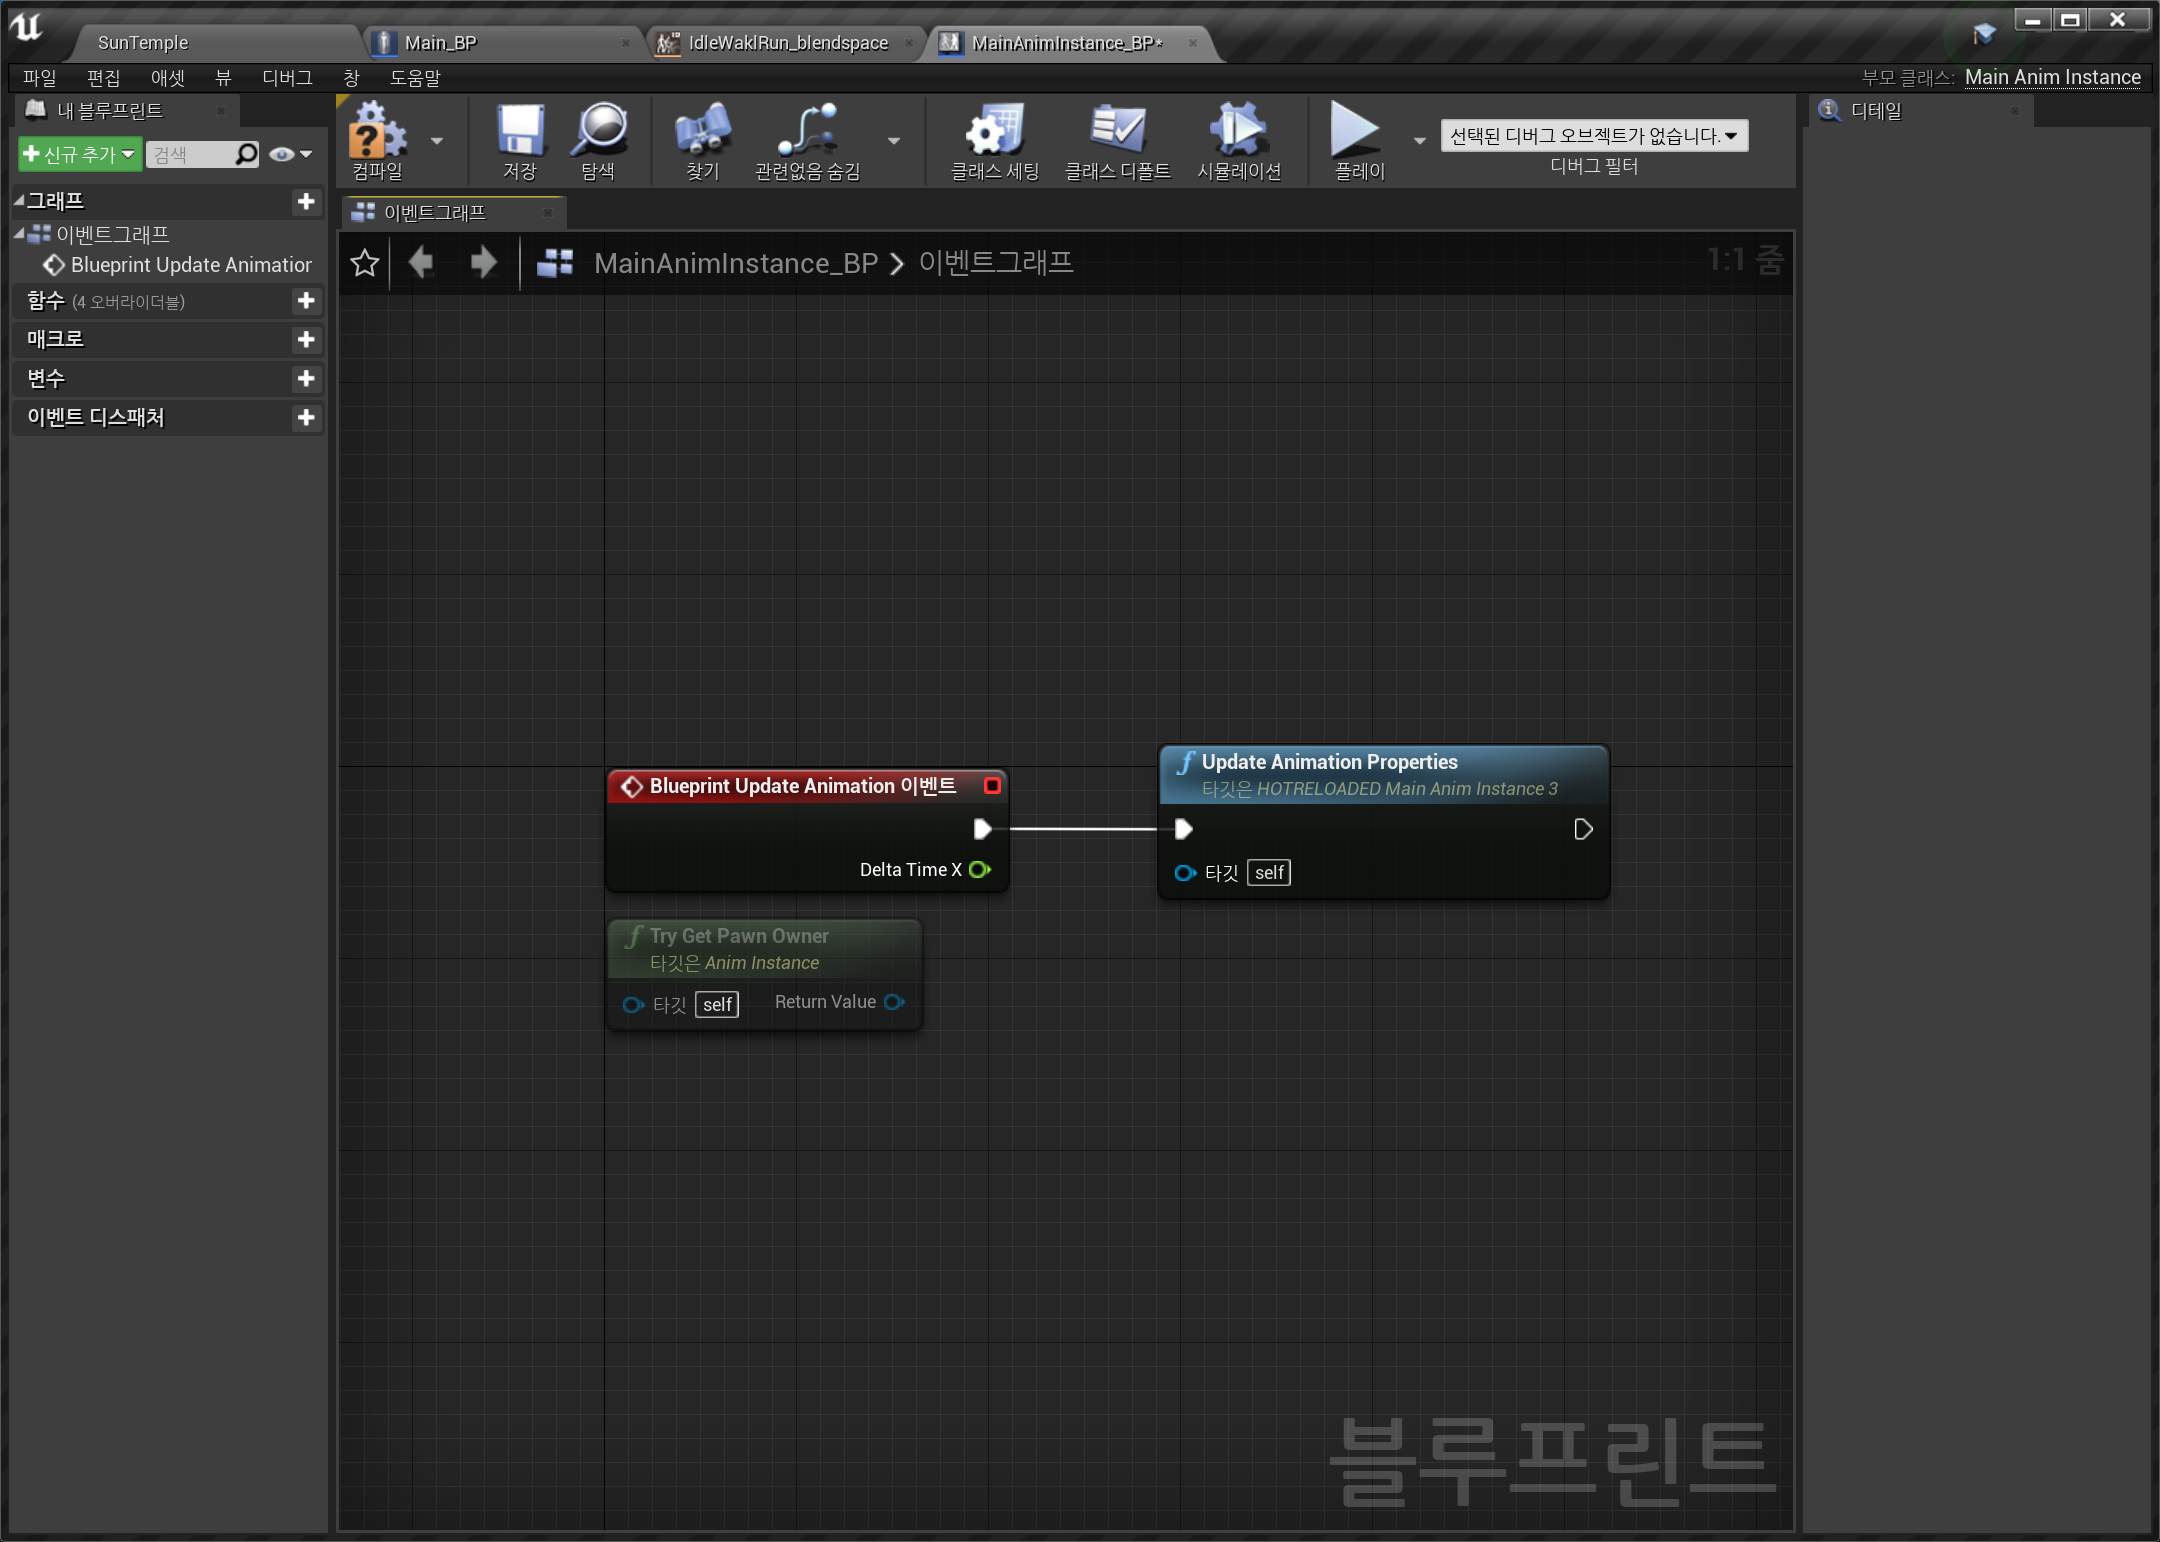 SunTemple
Main_BP
IdleWaklRun_blendspace
MainAnimInstance_BP*
파일 편집 애셋 뷰 디버그 창 도움말
부모 클래스: Main Anim Instance
내 블루프린트
디테일
신규 추가
검색
컴파일
저장
탐색
찾기
관련없음 숨김
클래스 세팅
클래스 디폴트
시뮬레이션
플레이
선택된 디버그 오브젝트가 없습니다.
디버그 필터
그래프
이벤트그래프
Blueprint Update Animatior
함수 (4 오버라이더블)
매크로
변수
이벤트 디스패처
이벤트그래프
MainAnimInstance_BP > 이벤트그래프
1:1 줌
Blueprint Update Animation 이벤트
Delta Time X
Update Animation Properties
타깃은 HOTRELOADED Main Anim Instance 3
타깃 self
Try Get Pawn Owner
타깃은 Anim Instance
타깃 self Return Value
블루프린트